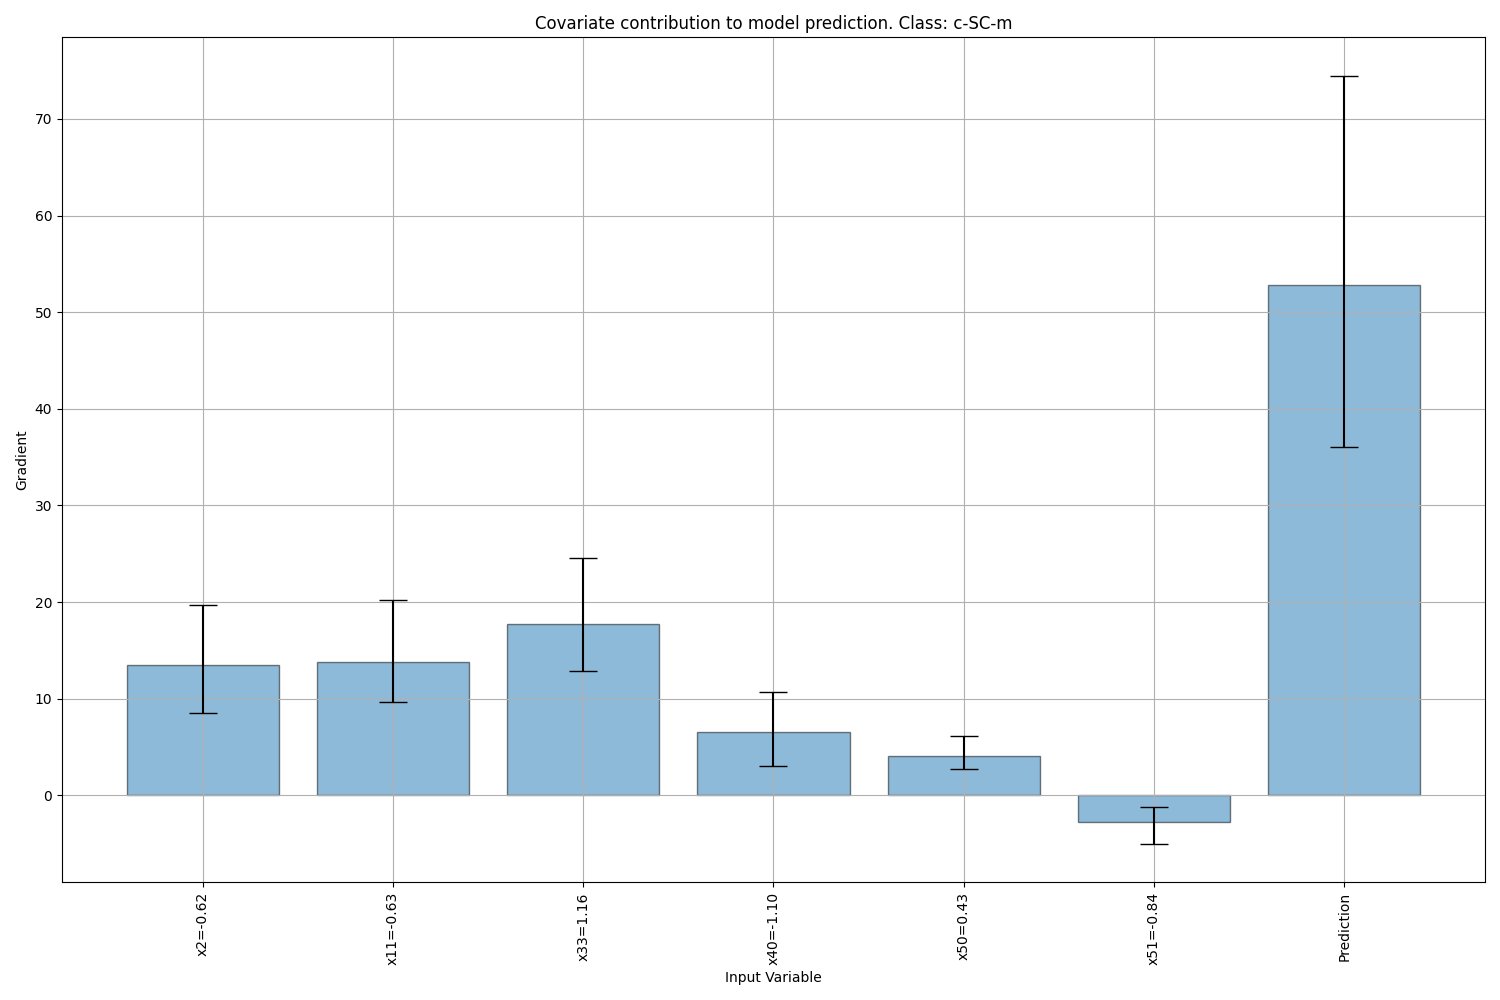 Covariate contribution to model prediction. Class: c-SC-m
70
60
50
40
30
20
10
0
Gradient
x2=-0.62
x11=-0.63
x33=1.16
x40=-1.10
x50=0.43
x51=-0.84
Prediction
Input Variable